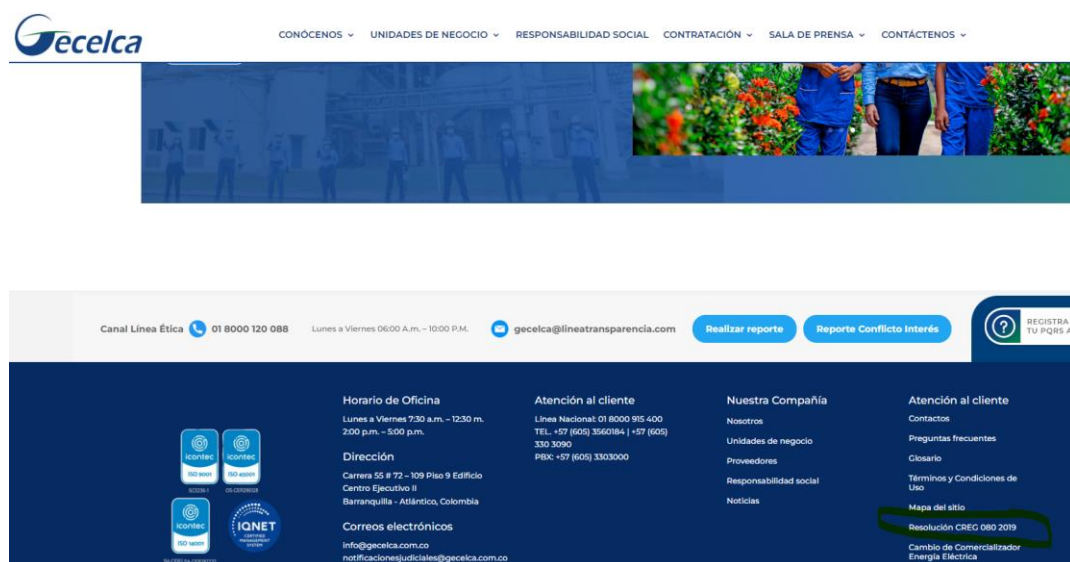 Gecelca
CONÓCENOS
UNIDADES DE NEGOCIO
RESPONSABILIDAD SOCIAL
CONTRATACIÓN
SALA DE PRENSA
CONTÁCTENOS
Canal Línea Ética
01 8000 120 088
Lunes a Viernes 06:00 A.m. – 10:00 P.M.
gecelca@lineatransparencia.com
Realizar reporte
Reporte Conflicto Interés
REGISTRA
TU PQRS A
icontec
ISO 9001
icontec
ISO 45001
icontec
ISO 14001
IQNET
CERTIFIED
MANAGEMENT
SYSTEM
Horario de Oficina
Lunes a Viernes 7:30 a.m. – 12:30 m.
2:00 p.m. – 5:00 p.m.
Dirección
Carrera 55 # 72 – 109 Piso 9 Edificio
Centro Ejecutivo II
Barranquilla - Atlántico, Colombia
Correos electrónicos
info@gecelca.com.co
notificacionesjudiciales@gecelca.com.co
Atención al cliente
Línea Nacional: 01 8000 915 400
TEL. +57 (605) 3560184 | +57 (605)
330 3090
PBX: +57 (605) 3303000
Nuestra Compañía
Nosotros
Unidades de negocio
Proveedores
Responsabilidad social
Noticias
Atención al cliente
Contactos
Preguntas frecuentes
Glosario
Términos y Condiciones de
Uso
Mapa del sitio
Resolución CREG 080 2019
Cambio de Comercializador
Energía Eléctrica